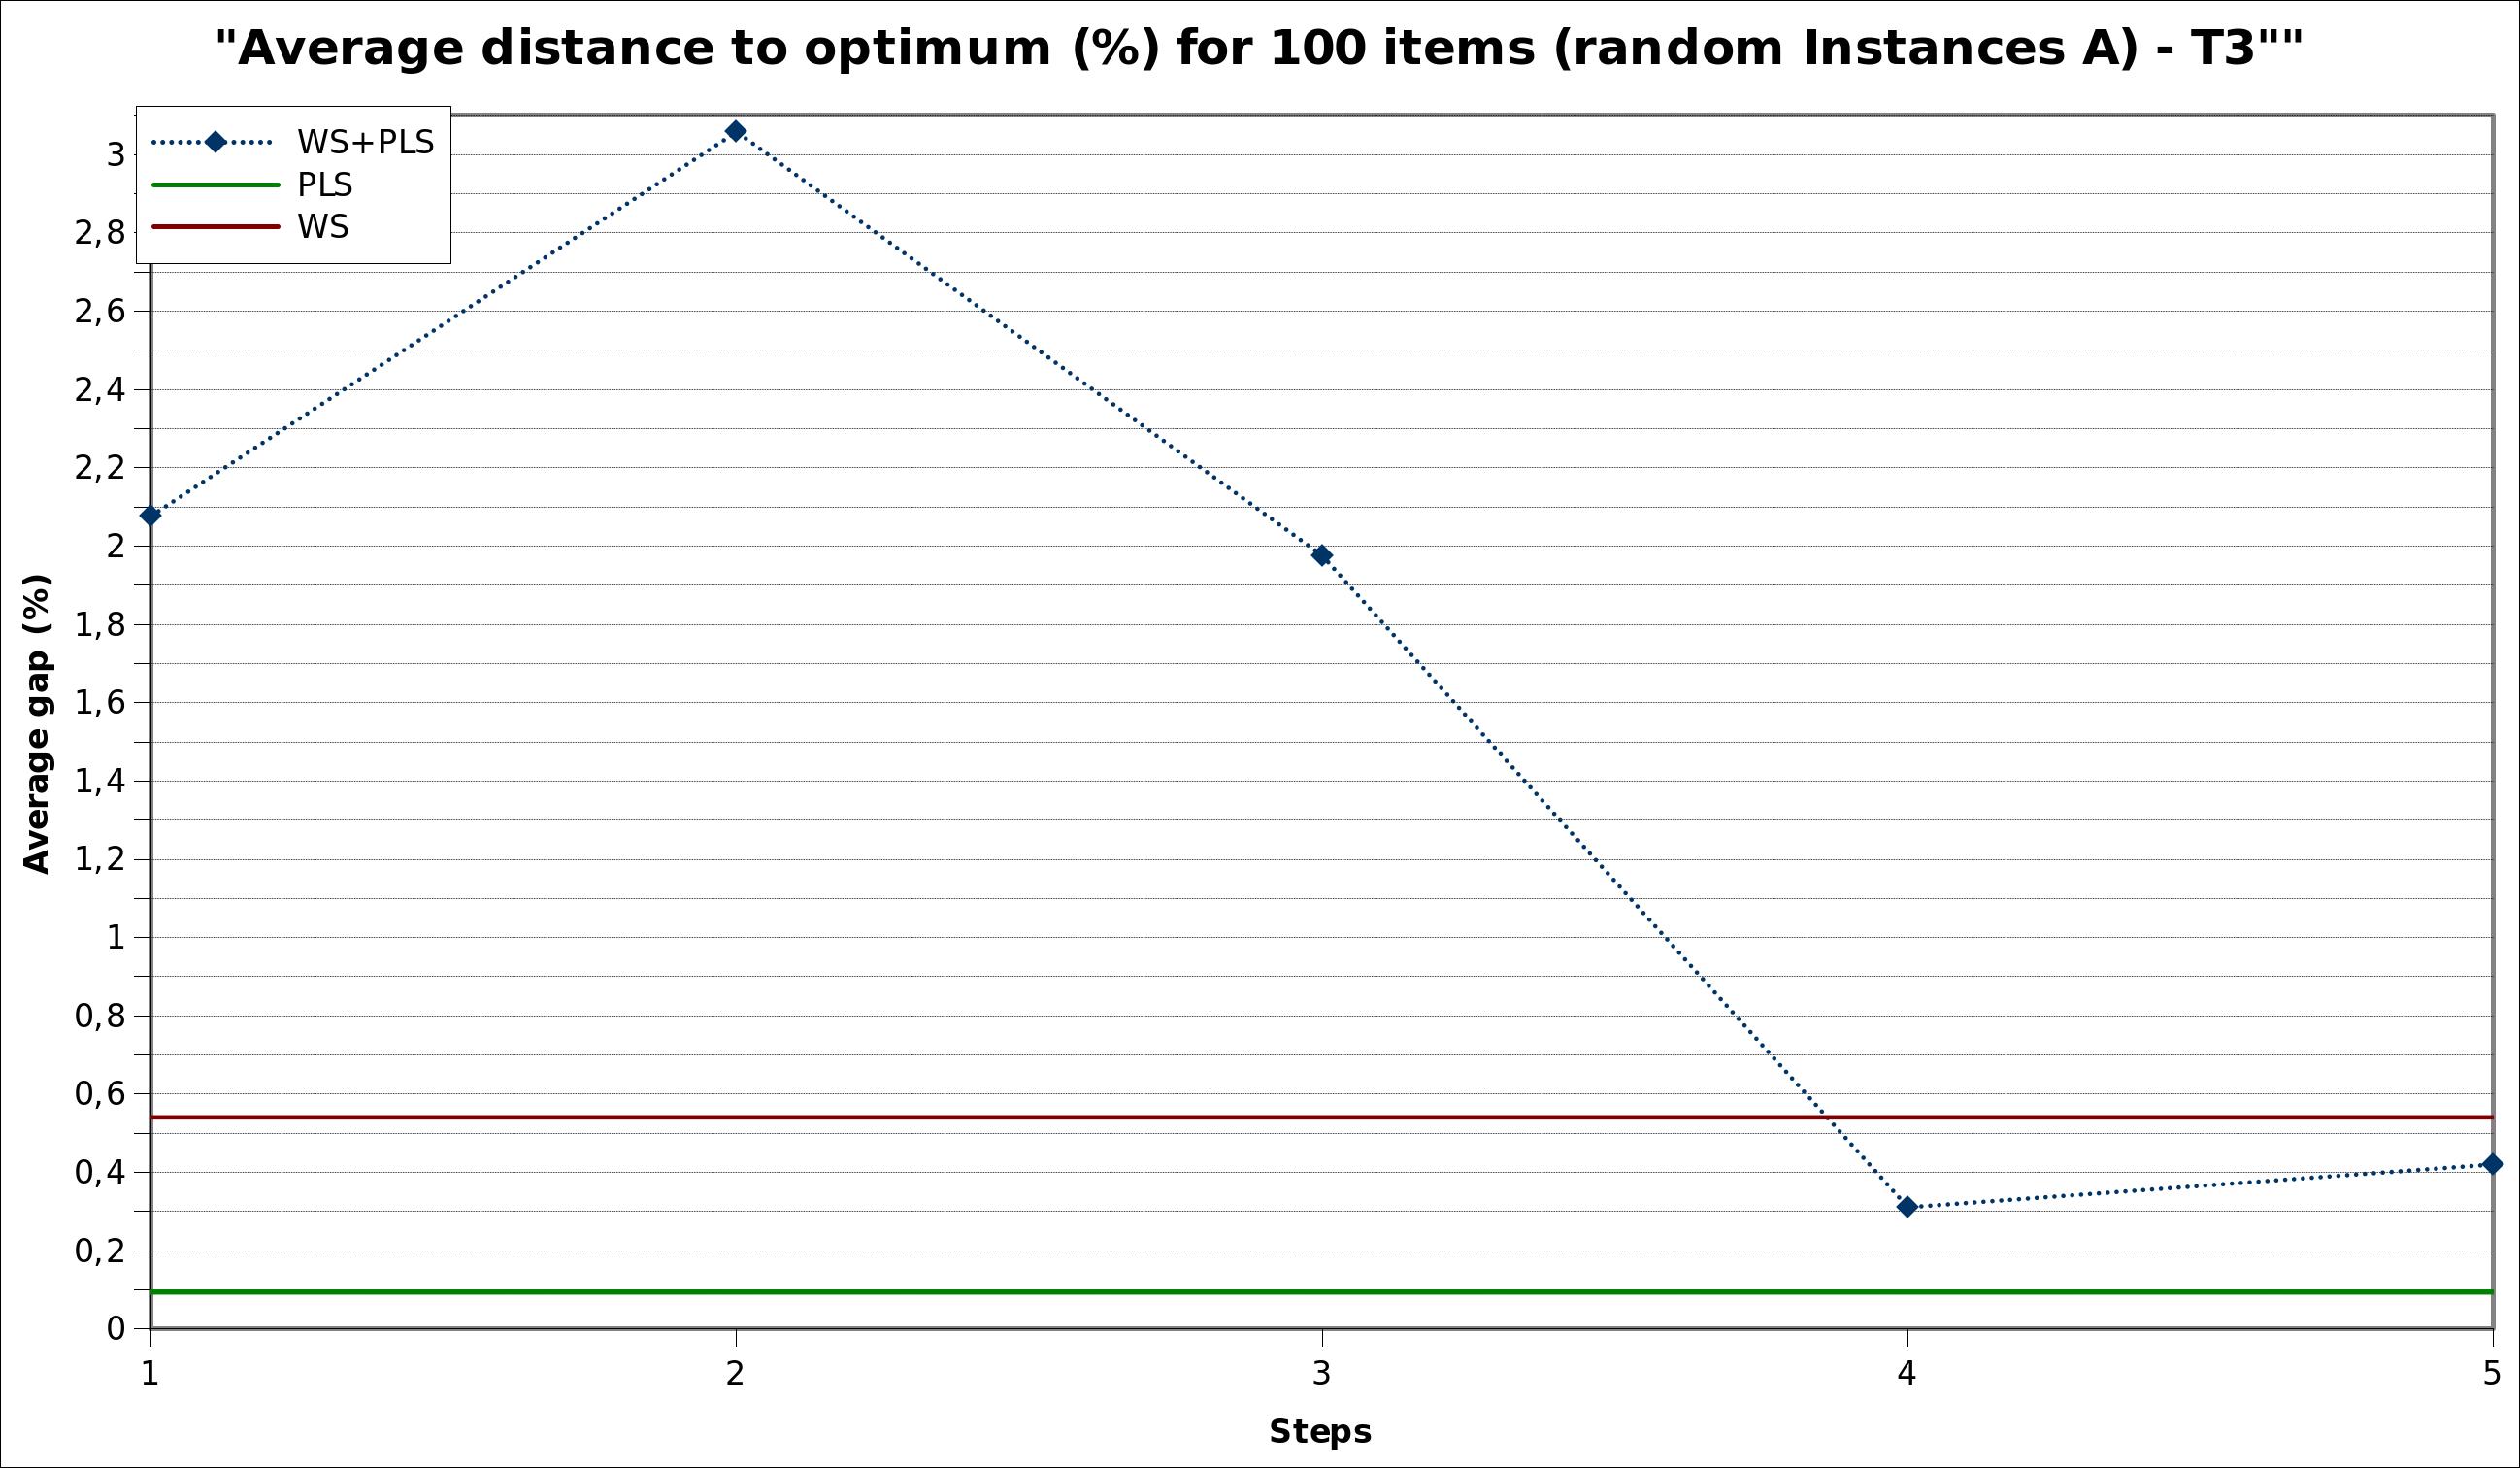 "Average distance to optimum (%) for 100 items (random Instances A) - T3""
WS+PLS
PLS
WS
3
2,8
2,6
2,4
2,2
2
1,8
1,6
1,4
1,2
1
0,8
0,6
0,4
0,2
0
Average gap (%)
1 2 3 4 5
Steps